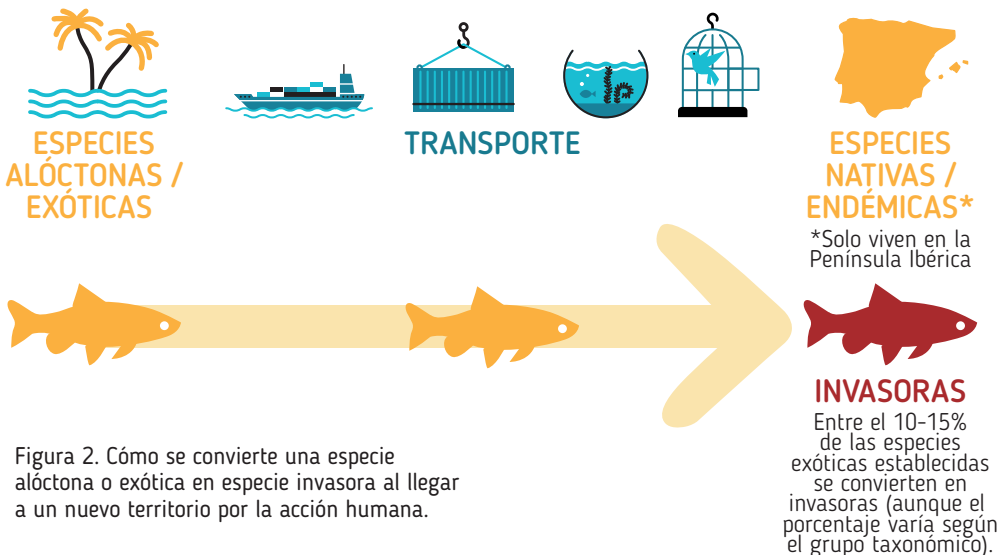 ESPECIES
ALÓCTONAS /
EXÓTICAS
TRANSPORTE
ESPECIES
NATIVAS /
ENDÉMICAS*
*Solo viven en la
Península Ibérica
INVASORAS
Entre el 10-15%
de las especies
exóticas establecidas
se convierten en
invasoras (aunque el
porcentaje varía según
el grupo taxonómico).
Figura 2. Cómo se convierte una especie
alóctona o exótica en especie invasora al llegar
a un nuevo territorio por la acción humana.